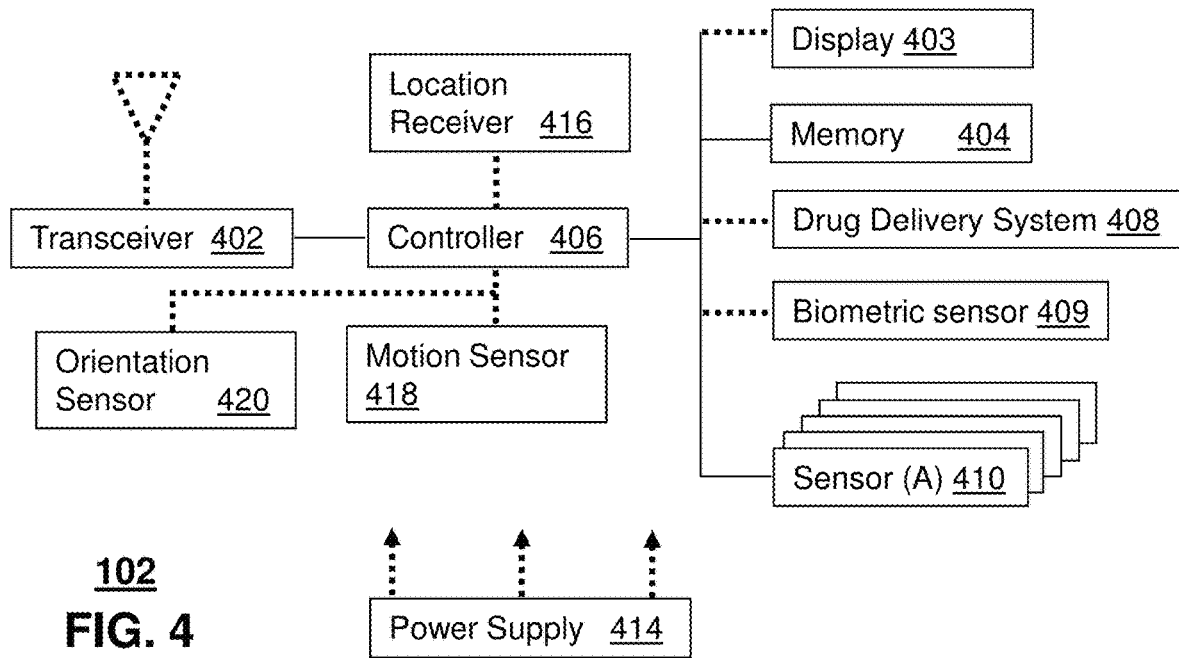 Display 403
Location
Receiver 416
Memory 404
Transceiver 402
Controller 406
Drug Delivery System 408
Biometric sensor 409
Orientation
Sensor 420
Motion Sensor
418
Sensor (A) 410
102
FIG. 4
Power Supply 414